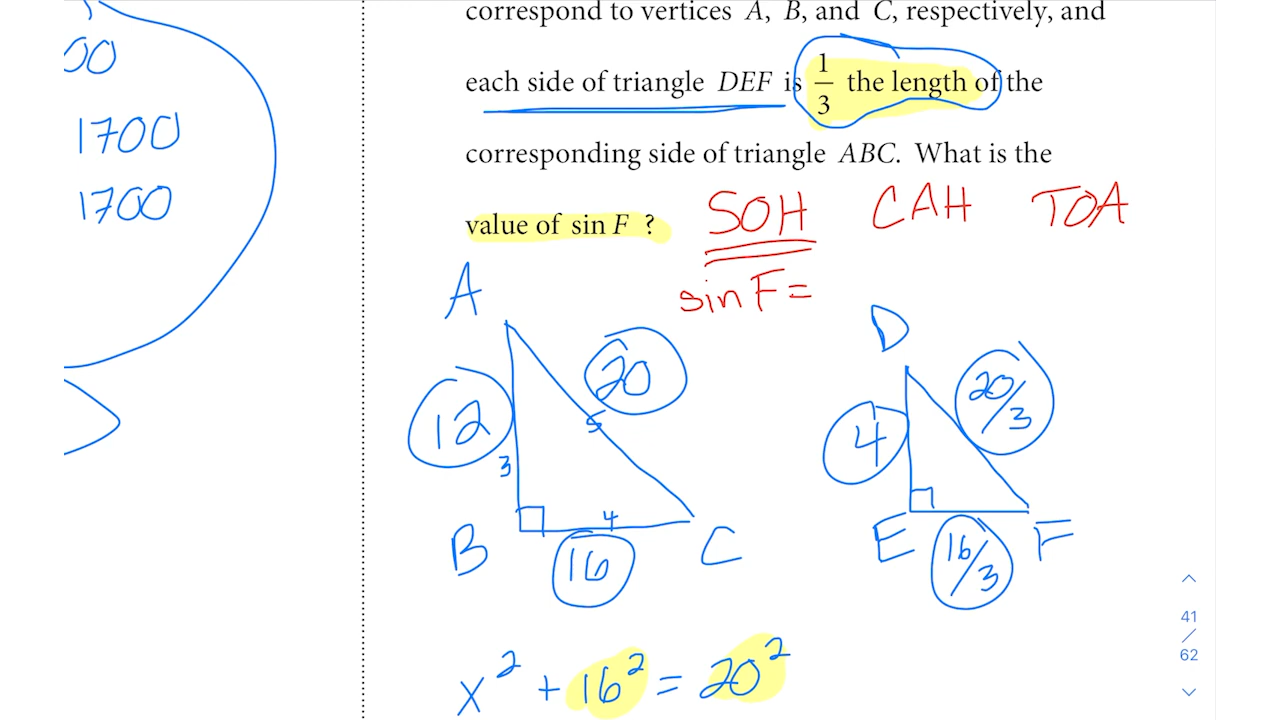 correspond to vertices A, B, and C, respectively, and
each side of triangle DEF is 1/3 the length of the
corresponding side of triangle ABC. What is the
value of sin F ?
00
1700
1700
SOH CAH TOA
sin F =
A
12
20
3
5
4
B
16
C
D
4
20/3
E
16/3
F
x² + 16² = 20²
41
/
62